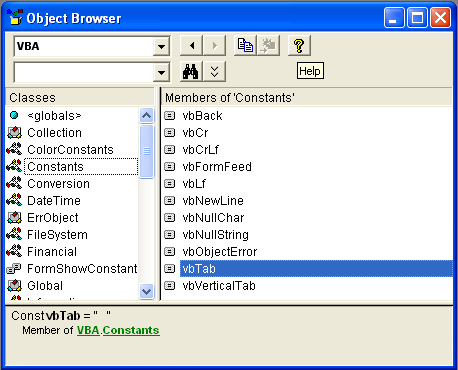 Object Browser
VBA
Help
Classes
Members of 'Constants'
<globals>
Collection
ColorConstants
Constants
Conversion
DateTime
ErrObject
FileSystem
Financial
FormShowConstant
Global
vbBack
vbCr
vbCrLf
vbFormFeed
vbLf
vbNewLine
vbNullChar
vbNullString
vbObjectError
vbTab
vbVerticalTab
Const vbTab = " "
Member of VBA.Constants